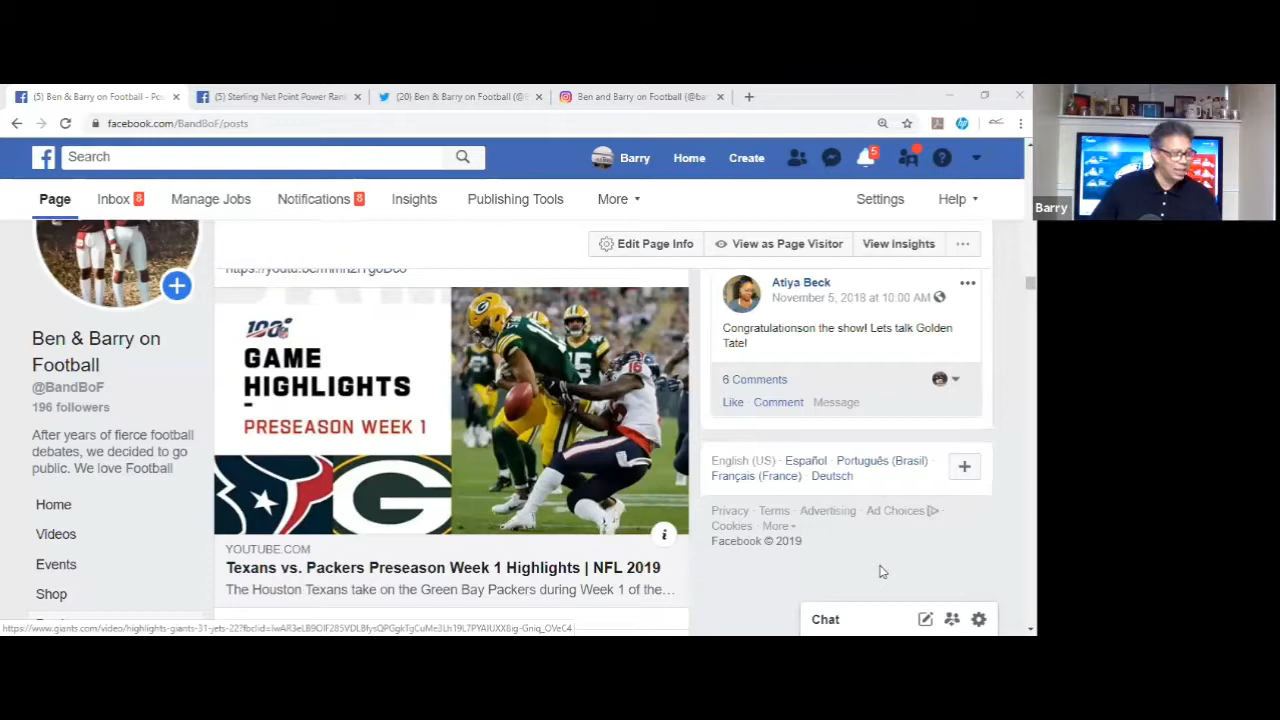 (5) Ben & Barry on Football - Po
(5) Sterling Net Point Power Ran
(20) Ben & Barry on Football (@
Ben and Barry on Football (@ba
facebook.com/BandBoF/posts
Search
Barry
Home
Create
5
Page
Inbox 8
Manage Jobs
Notifications 8
Insights
Publishing Tools
More
Settings
Help
Barry
Edit Page Info
View as Page Visitor
View Insights
Ben & Barry on
Football
@BandBoF
196 followers
After years of fierce football
debates, we decided to go
public. We love Football
Home
Videos
Events
Shop
100
GAME
HIGHLIGHTS
PRESEASON WEEK 1
G
16
YOUTUBE.COM
Texans vs. Packers Preseason Week 1 Highlights | NFL 2019
The Houston Texans take on the Green Bay Packers during Week 1 of the…
Atiya Beck
November 5, 2018 at 10:00 AM
Congratulationson the show! Lets talk Golden
Tate!
6 Comments
Like · Comment Message
English (US) · Español · Português (Brasil) ·
Français (France) · Deutsch
Privacy · Terms · Advertising · Ad Choices ·
Cookies · More
Facebook © 2019
Chat